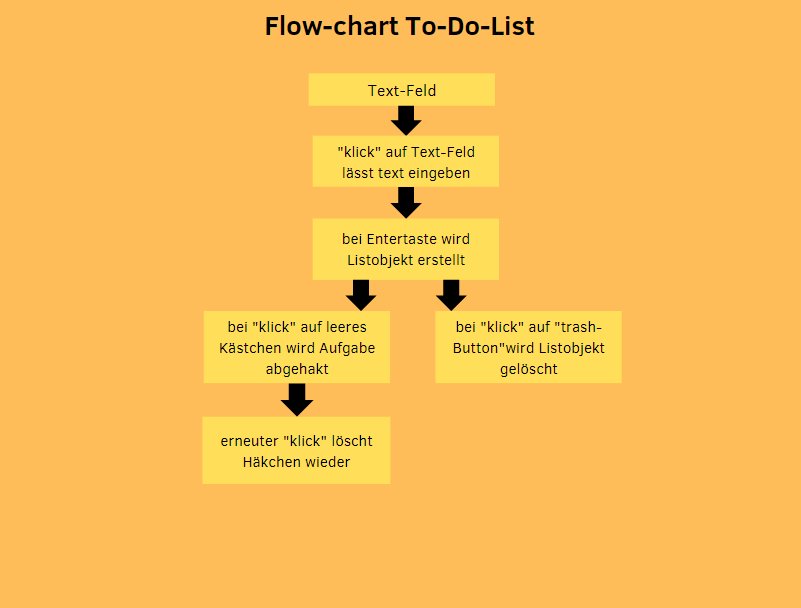 Flow-chart To-Do-List
Text-Feld
"klick" auf Text-Feld
lässt text eingeben
bei Entertaste wird
Listobjekt erstellt
bei "klick" auf leeres
Kästchen wird Aufgabe
abgehakt
bei "klick" auf "trash-
Button"wird Listobjekt
gelöscht
erneuter "klick" löscht
Häkchen wieder